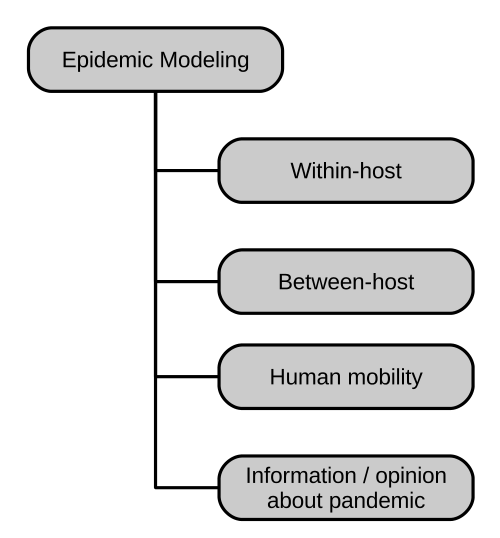 Epidemic Modeling
Within-host
Between-host
Human mobility
Information / opinion
about pandemic